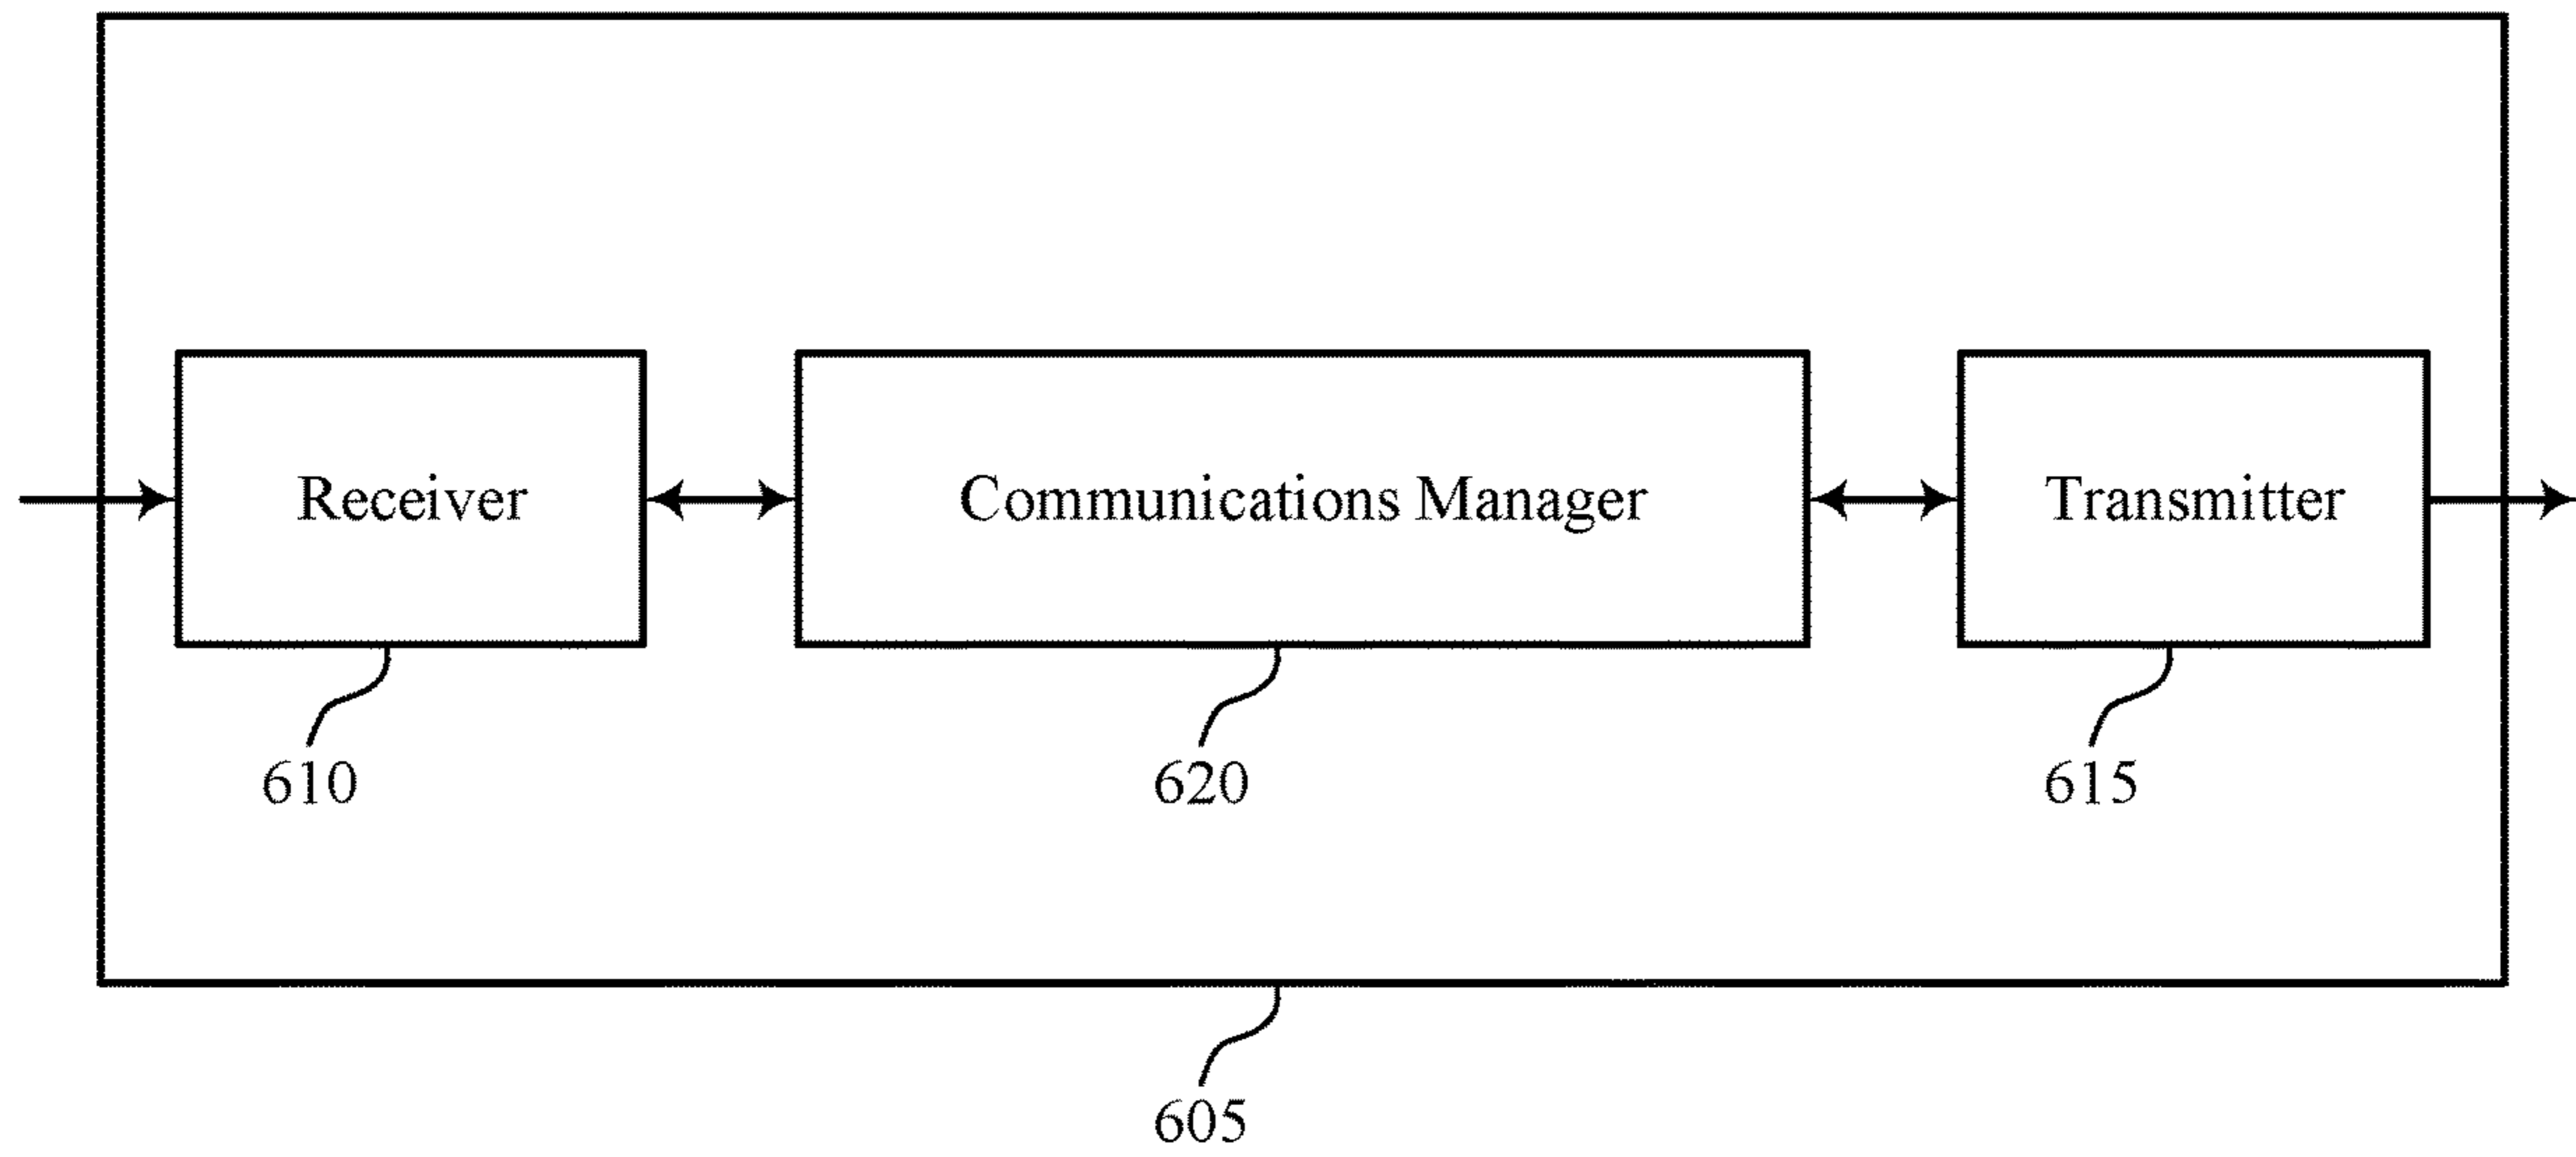 Receiver
Communications Manager
Transmitter
610
620
615
605